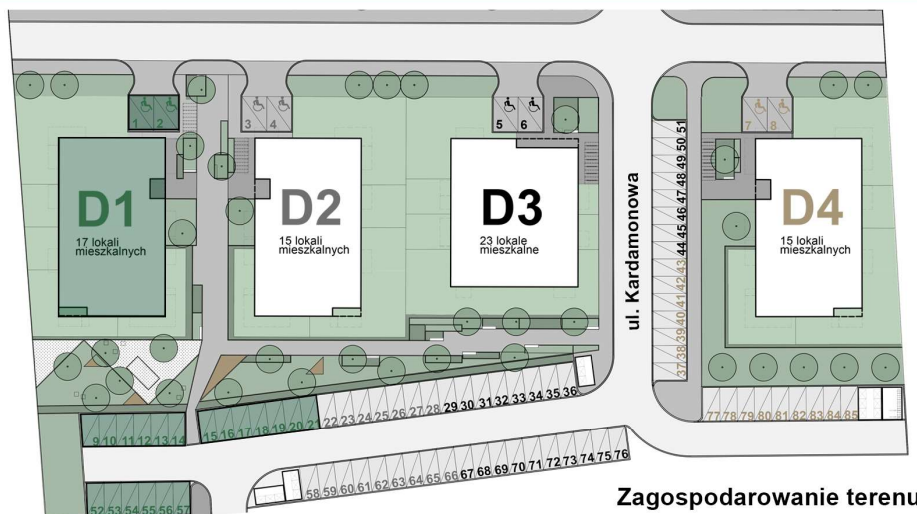 1 2
3 4
5 6
7 8
D1
17 lokali
mieszkalnych
D2
15 lokali
mieszkalnych
D3
23 lokale
mieszkalne
D4
15 lokali
mieszkalnych
ul. Kardamonowa
51
50
49
48
47
46
45
44
43
42
41
40
39
38
37
9 10 11 12 13 14
15 16 17 18 19 20 21 22 23 24 25 26 27 28 29 30 31 32 33 34 35 36
77 78 79 80 81 82 83 84 85
58 59 60 61 62 63 64 65 66 67 68 69 70 71 72 73 74 75 76
52 53 54 55 56 57
Zagospodarowanie terenu